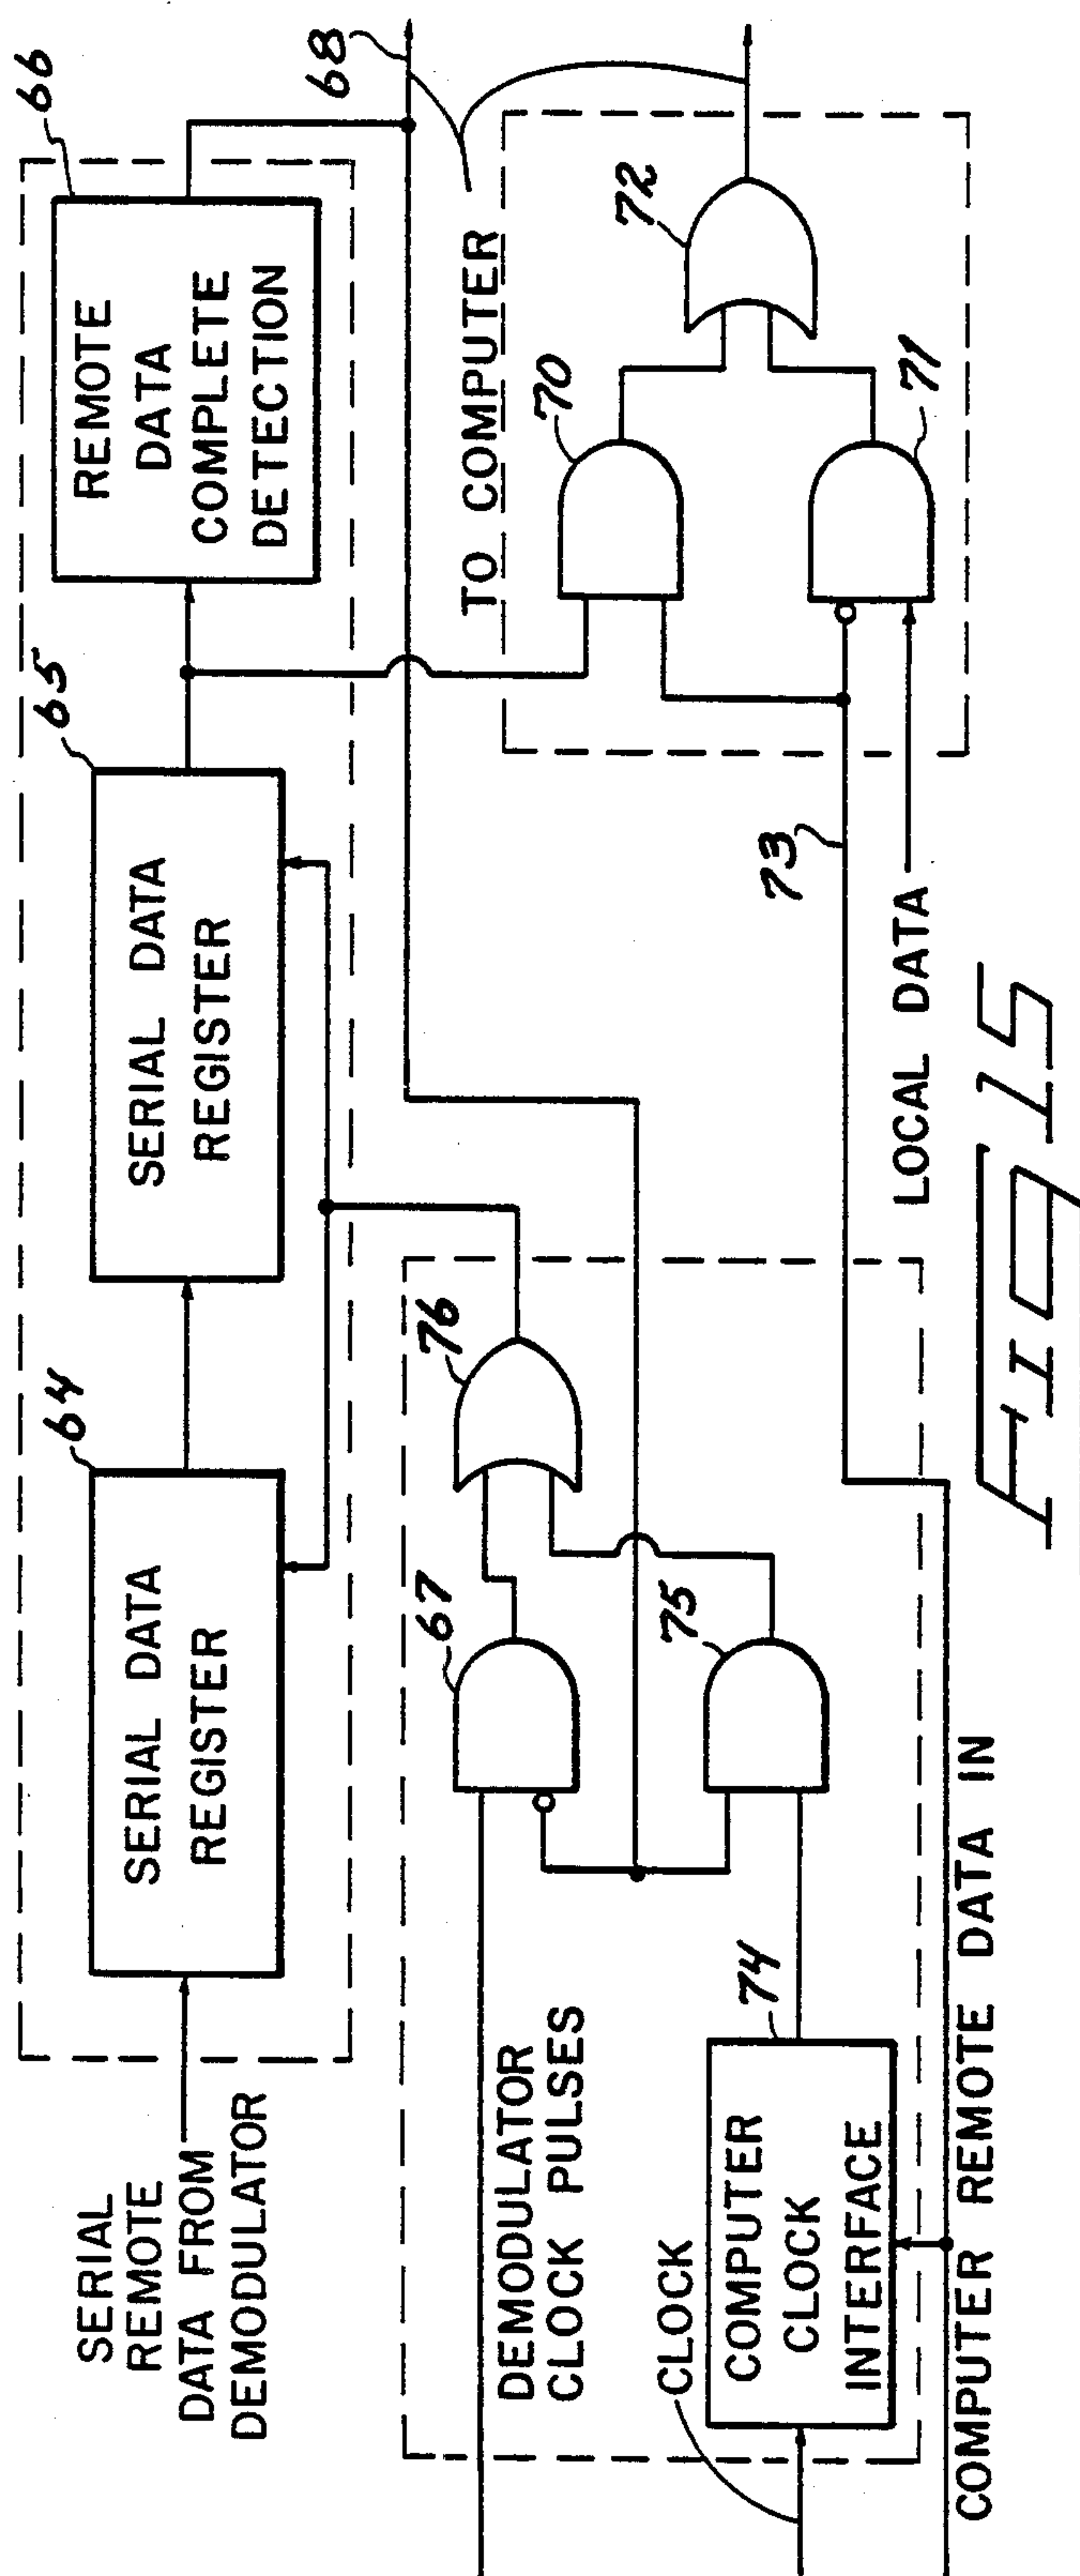 SERIAL
REMOTE
DATA FROM
DEMODULATOR
64
SERIAL DATA
REGISTER
65
SERIAL DATA
REGISTER
66
REMOTE
DATA
COMPLETE
DETECTION
68
TO COMPUTER
DEMODULATOR
CLOCK PULSES
67
76
70
72
CLOCK
COMPUTER
CLOCK
INTERFACE
74
75
73
71
LOCAL DATA
COMPUTER REMOTE DATA IN
FIG 15